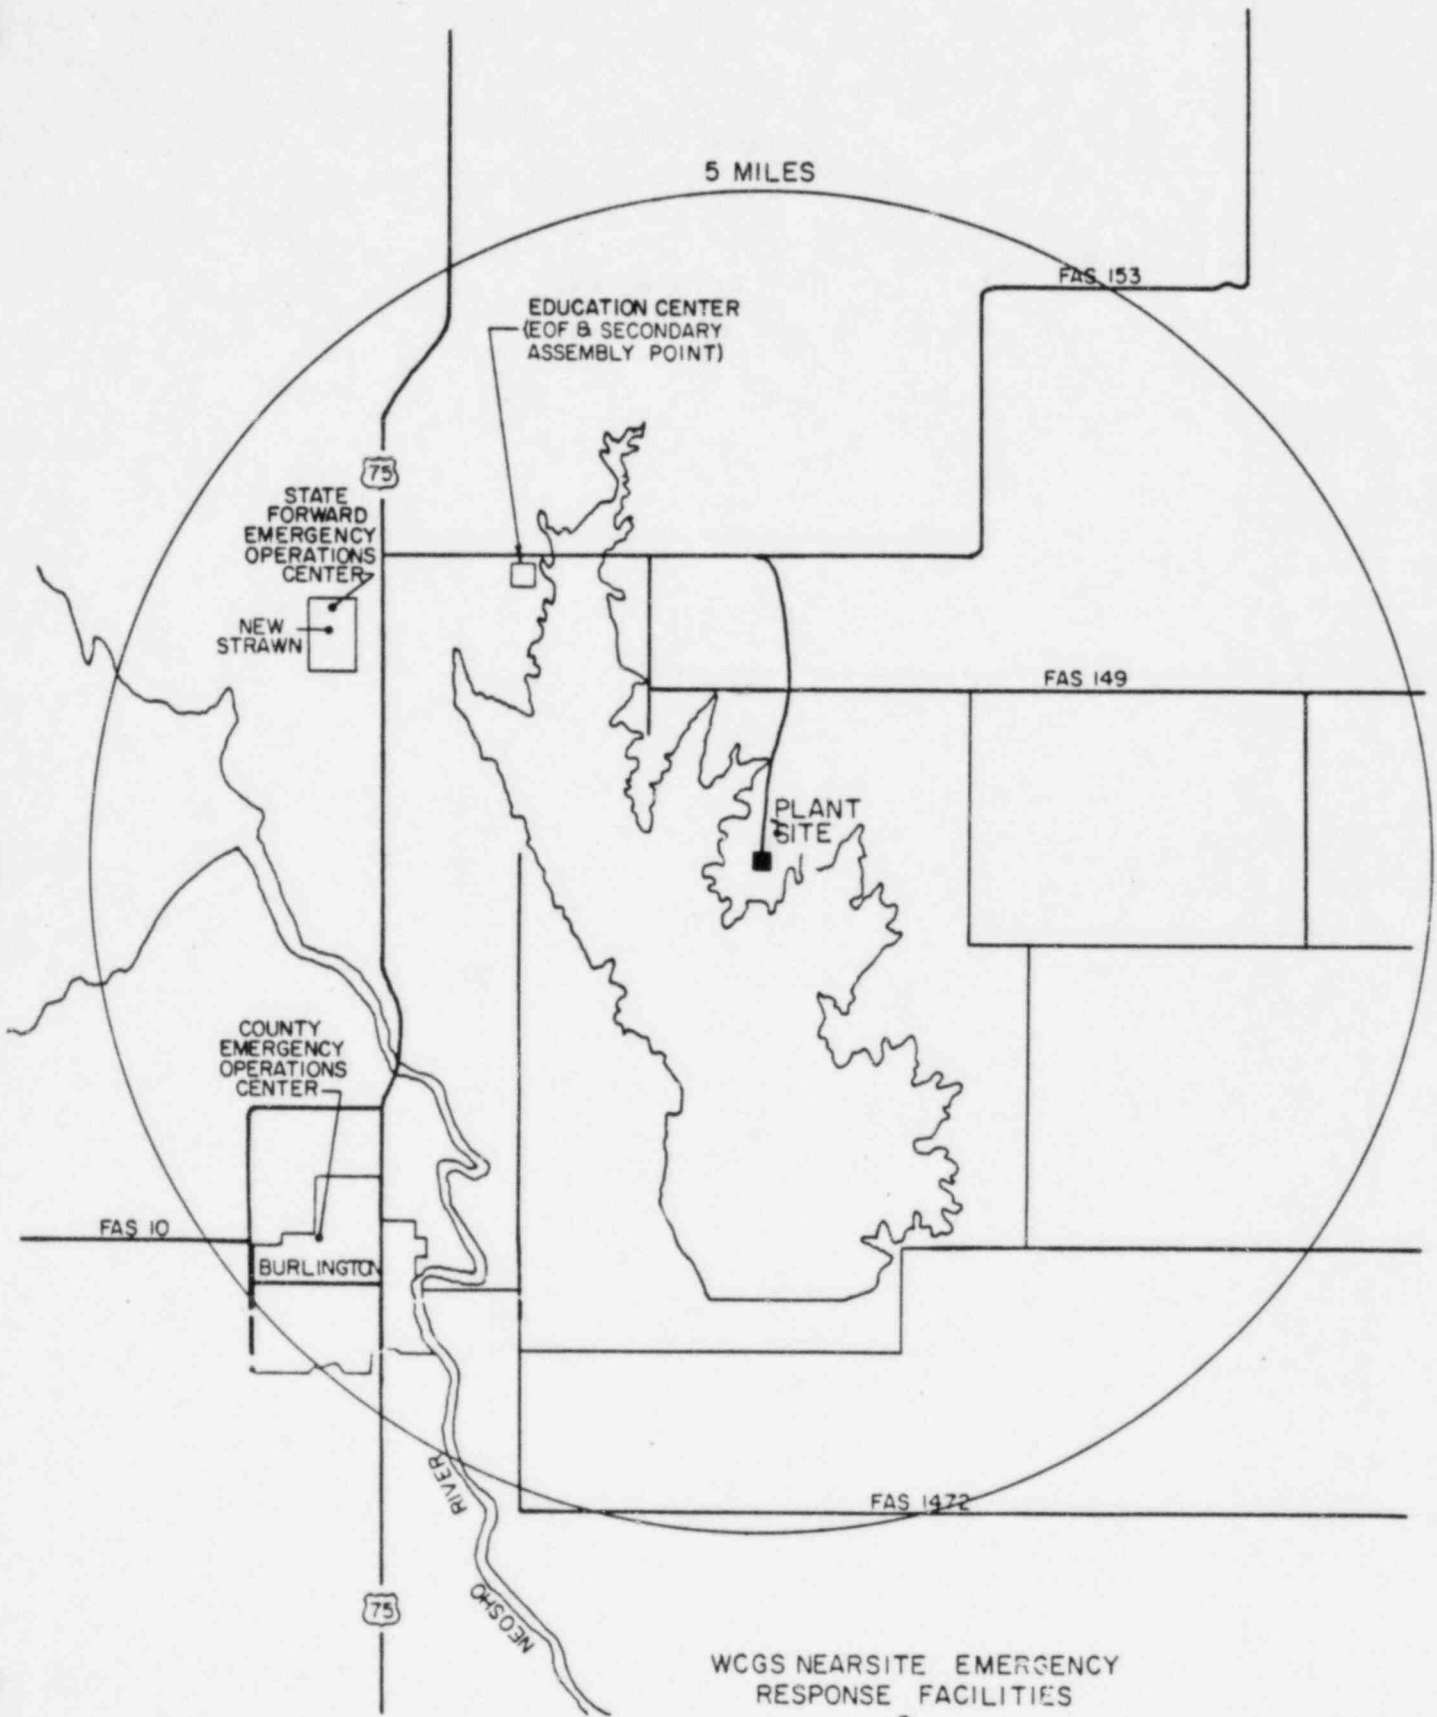 5 MILES
FAS 153
EDUCATION CENTER
(EOF & SECONDARY
ASSEMBLY POINT)
75
STATE
FORWARD
EMERGENCY
OPERATIONS
CENTER
NEW
STRAWN
FAS 149
PLANT
SITE
COUNTY
EMERGENCY
OPERATIONS
CENTER
FAS 10
BURLINGTON
FAS 1472
NEOSHO RIVER
75
WCGS NEARSITE EMERGENCY
RESPONSE FACILITIES